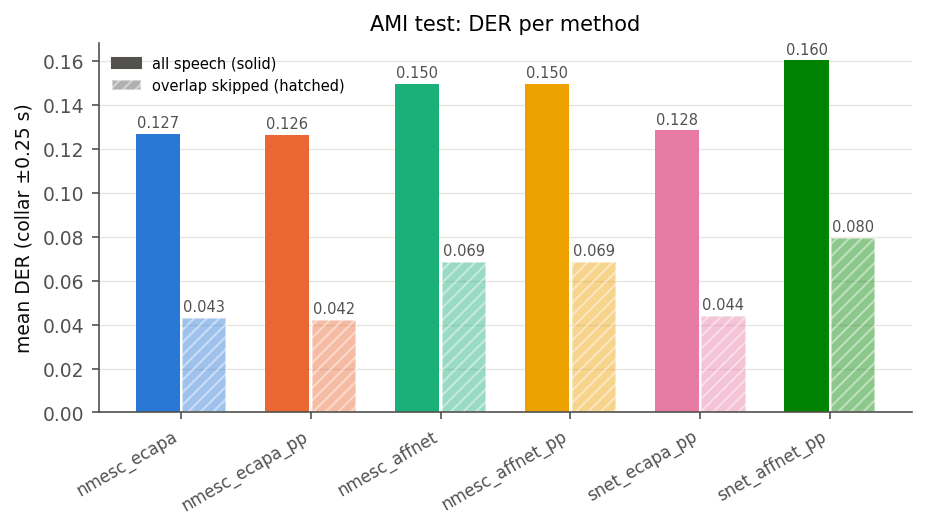 AMI test: DER per method
mean DER (collar ±0.25 s)
0.16
0.14
0.12
0.10
0.08
0.06
0.04
0.02
0.00
all speech (solid)
overlap skipped (hatched)
0.127
0.043
0.126
0.042
0.150
0.069
0.150
0.069
0.128
0.044
0.160
0.080
nmesc_ecapa
nmesc_ecapa_pp
nmesc_affnet
nmesc_affnet_pp
snet_ecapa_pp
snet_affnet_pp